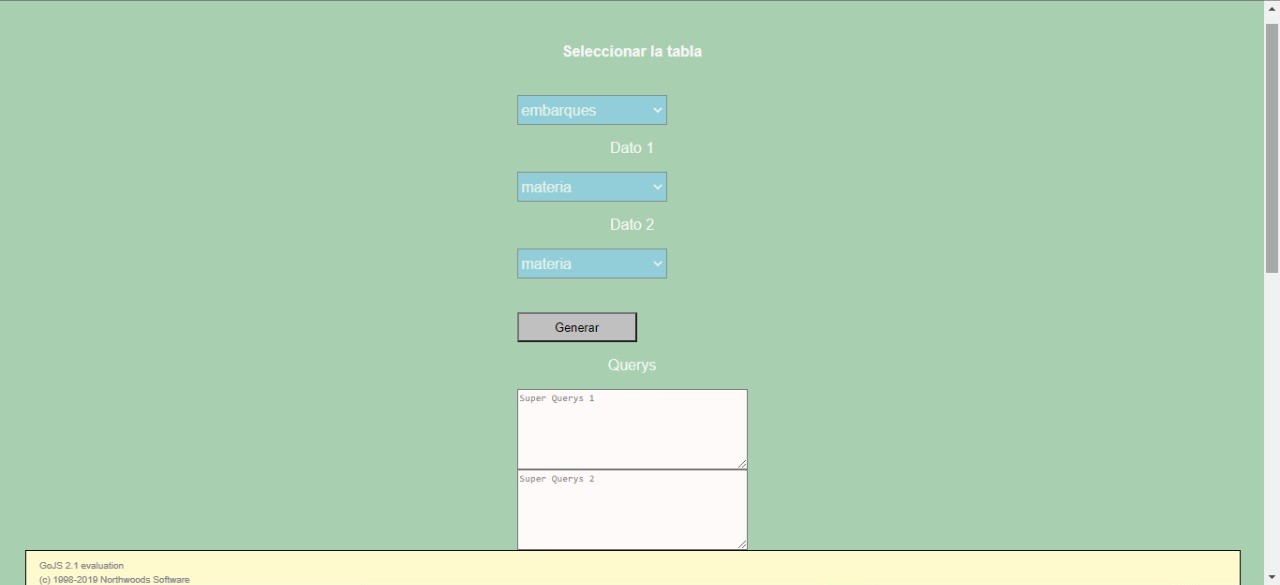 Seleccionar la tabla
embarques
Dato 1
materia
Dato 2
materia
Generar
Querys
Super Querys 1
Super Querys 2
GoJS 2.1 evaluation
(c) 1998-2019 Northwoods Software